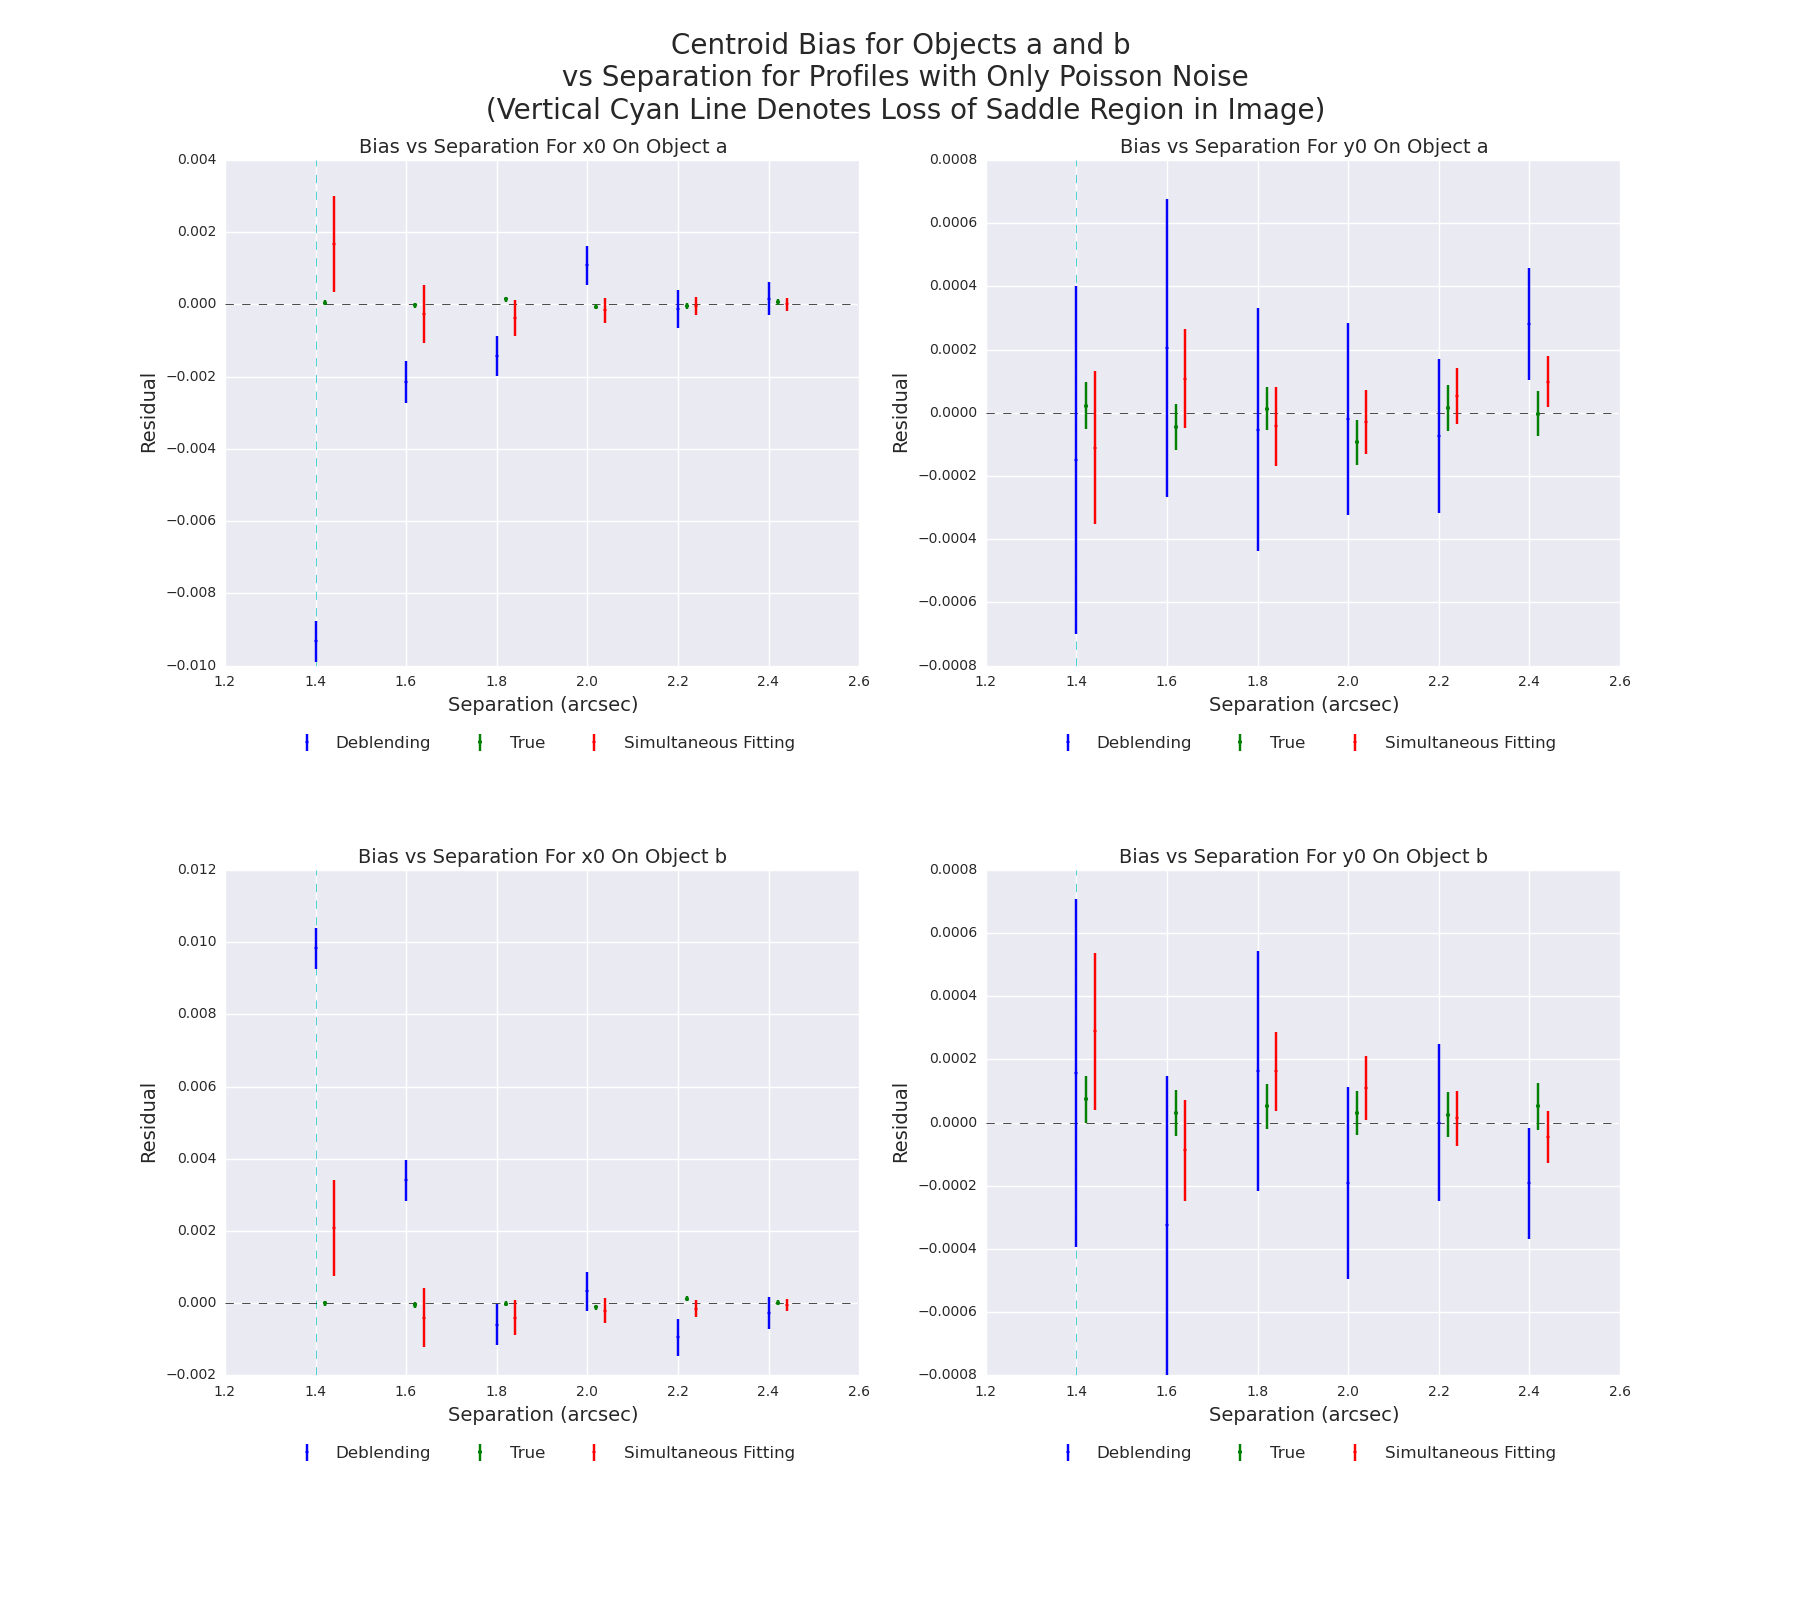 Centroid Bias for Objects a and b
vs Separation for Profiles with Only Poisson Noise
(Vertical Cyan Line Denotes Loss of Saddle Region in Image)
Bias vs Separation For x0 On Object a
0.004
0.002
0.000
−0.002
−0.004
−0.006
−0.008
−0.010
Residual
1.2 1.4 1.6 1.8 2.0 2.2 2.4 2.6
Separation (arcsec)
Deblending True Simultaneous Fitting
Bias vs Separation For y0 On Object a
0.0008
0.0006
0.0004
0.0002
0.0000
−0.0002
−0.0004
−0.0006
−0.0008
Residual
1.2 1.4 1.6 1.8 2.0 2.2 2.4 2.6
Separation (arcsec)
Deblending True Simultaneous Fitting
Bias vs Separation For x0 On Object b
0.012
0.010
0.008
0.006
0.004
0.002
0.000
−0.002
Residual
1.2 1.4 1.6 1.8 2.0 2.2 2.4 2.6
Separation (arcsec)
Deblending True Simultaneous Fitting
Bias vs Separation For y0 On Object b
0.0008
0.0006
0.0004
0.0002
0.0000
−0.0002
−0.0004
−0.0006
−0.0008
Residual
1.2 1.4 1.6 1.8 2.0 2.2 2.4 2.6
Separation (arcsec)
Deblending True Simultaneous Fitting